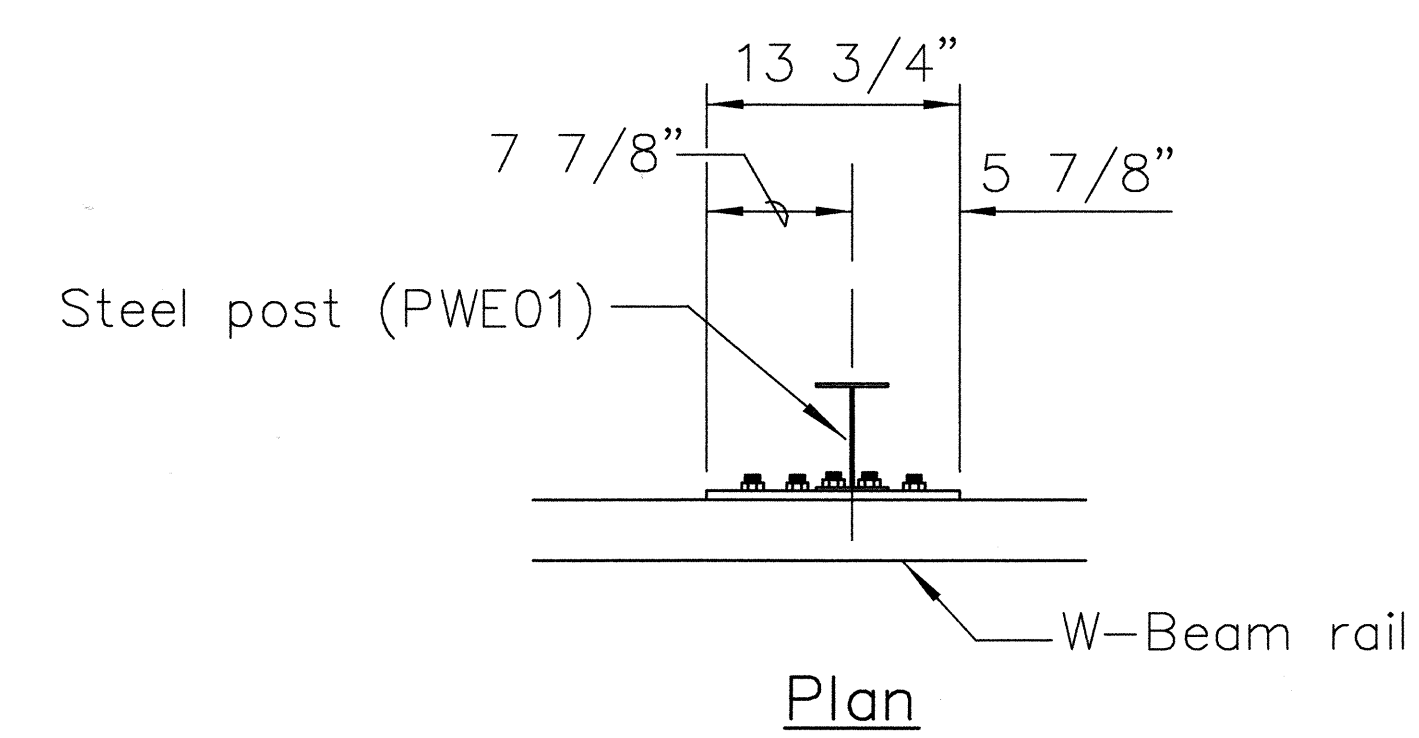 13 3/4”
7 7/8”
5 7/8”
Steel post (PWE01)
W-Beam rail
Plan